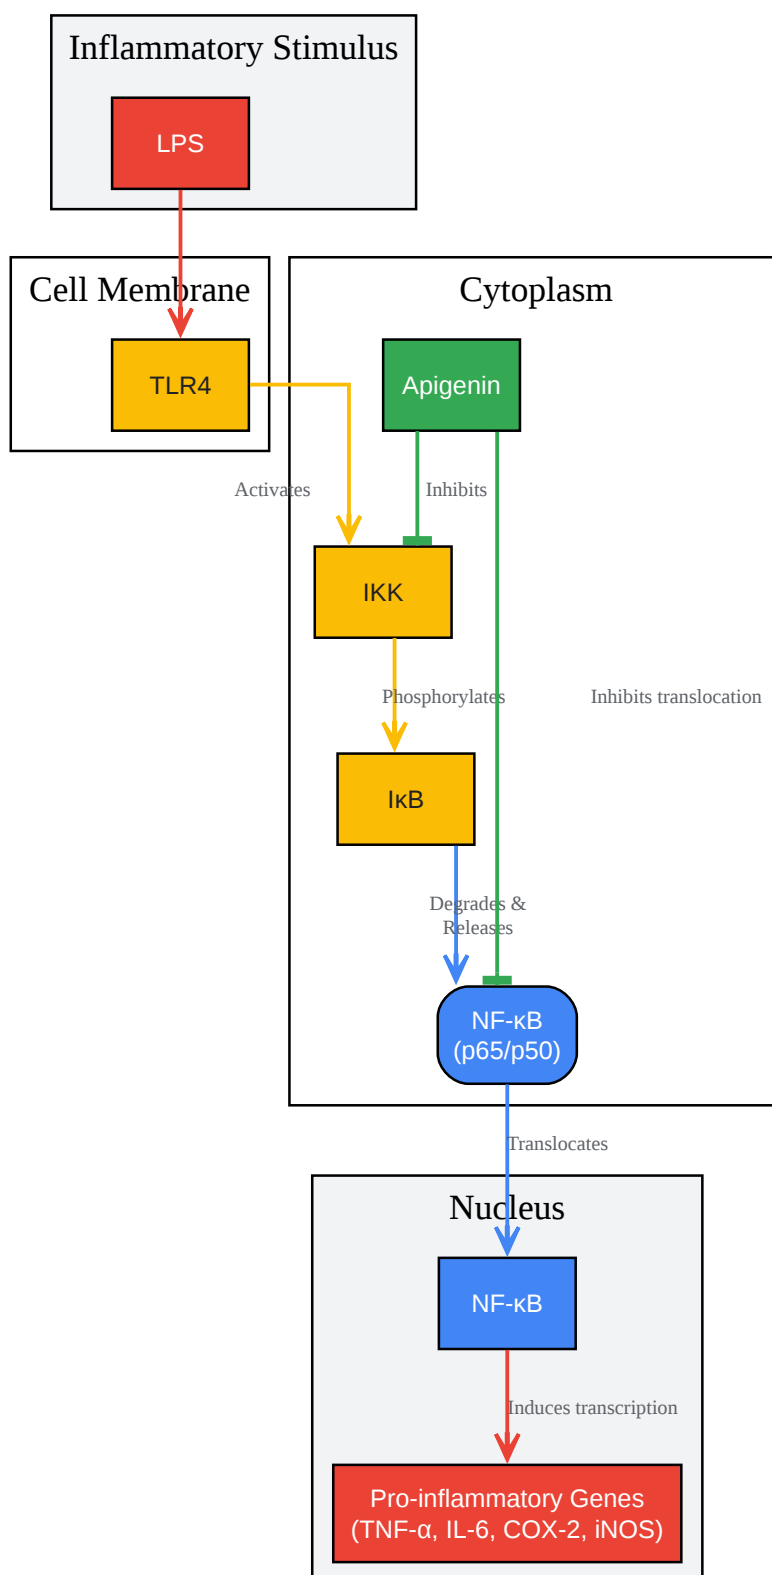 Inflammatory Stimulus
LPS
Cell Membrane
Cytoplasm
TLR4
Apigenin
Activates
Inhibits
IKK
Phosphorylates
Inhibits translocation
IκB
Degrades &
Releases
NF-κB
(p65/p50)
Translocates
Nucleus
NF-κB
Induces transcription
Pro-inflammatory Genes
(TNF-α, IL-6, COX-2, iNOS)